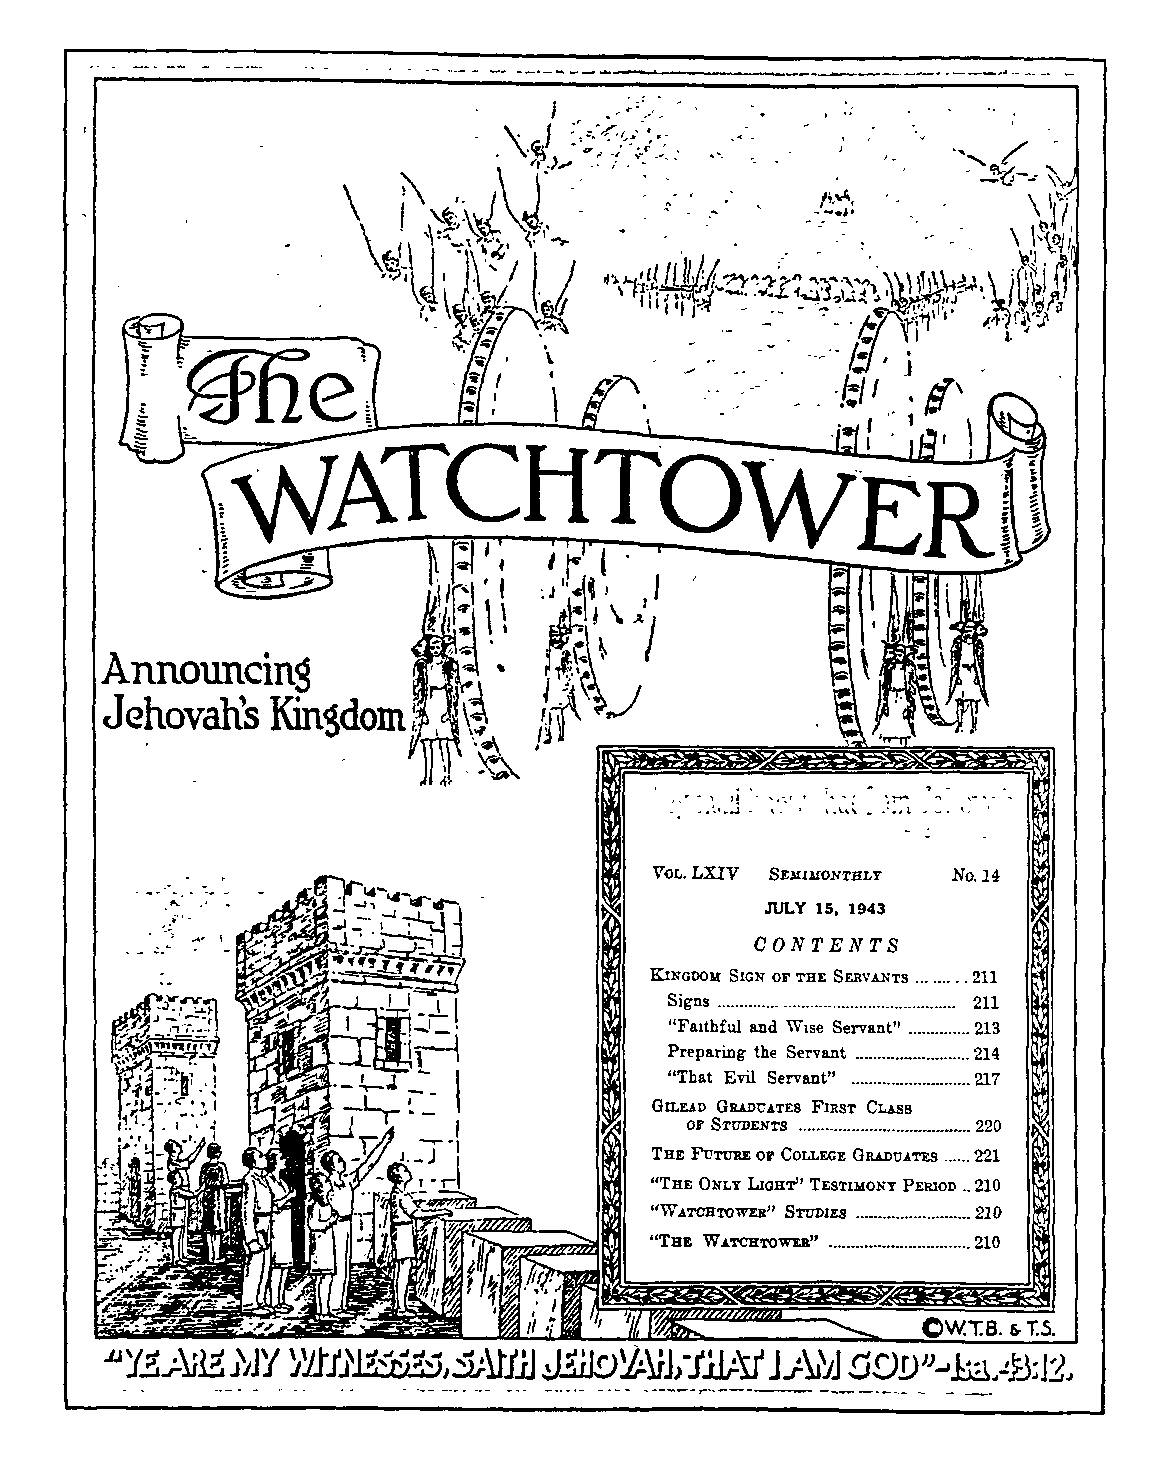 The
WATCHTOWER
Announcing
Jehovah's Kingdom
VOL. LXIV SEMIMONTHLY No. 14
JULY 15, 1943
CONTENTS
KINGDOM SIGN OF THE SERVANTS ........ 211
Signs ........ 211
"Faithful and Wise Servant" ........ 213
Preparing the Servant ........ 214
"That Evil Servant" ........ 217
GILEAD GRADUATES FIRST CLASS
OF STUDENTS ........ 220
THE FUTURE OF COLLEGE GRADUATES ...... 221
"THE ONLY LIGHT" TESTIMONY PERIOD .. 210
"WATCHTOWER" STUDIES ........ 210
"THE WATCHTOWER" ........ 210
©W.T.B. & T.S.
"YE ARE MY WITNESSES, SAITH JEHOVAH, THAT I AM GOD"-Isa. 43:12.